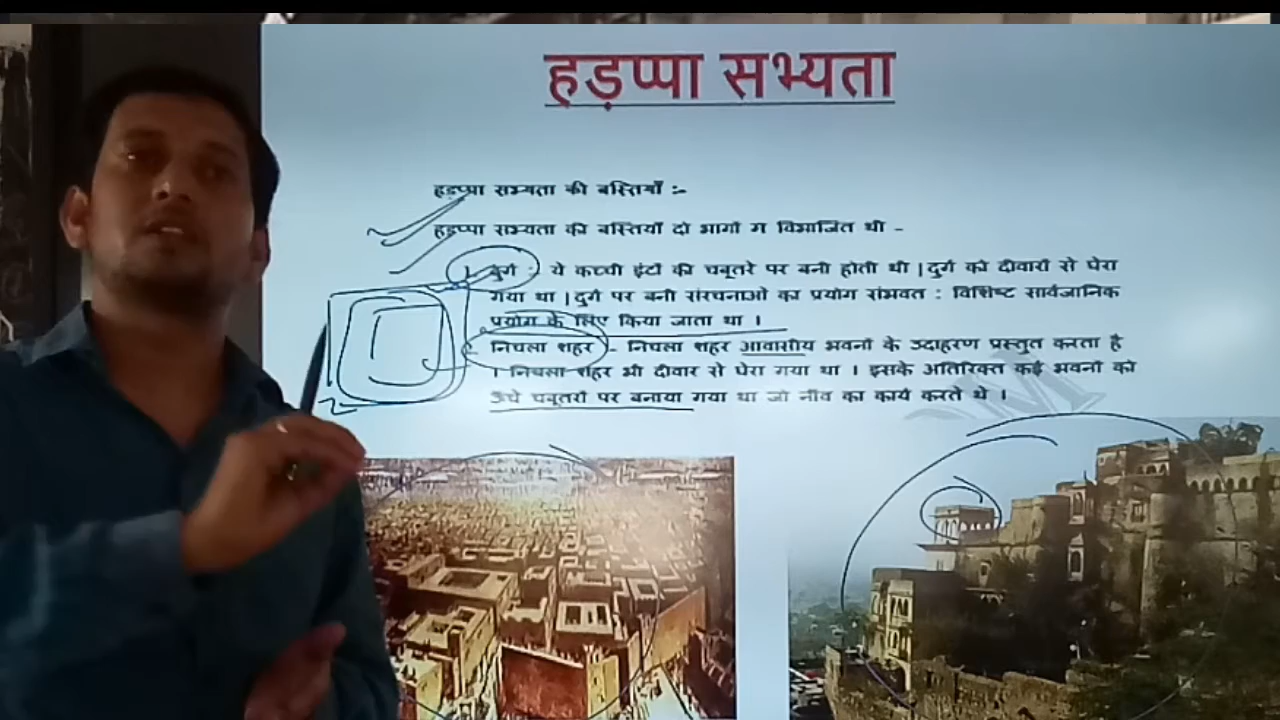 हड़प्पा सभ्यता
हड़प्पा सभ्यता की बस्तियाँ :-
हड़प्पा सभ्यता की बस्तियाँ दो भागों म विभाजित थी -
1. दुर्ग :- ये कच्ची इंटों की चबूतरे पर बनी होती थी | दुर्ग को दीवारों से घेरा
गया था | दुर्ग पर बनी संरचनाओं का प्रयोग संभवत : विशिष्ट सार्वजानिक
प्रयोग के लिए किया जाता था ।
निचला शहर - निचला शहर आवासीय भवनों के उदाहरण प्रस्तुत करता है
। निचला शहर भी दीवार से घेरा गया था । इसके अतिरिक्त कई भवनों को
ऊँचे चबूतरों पर बनाया गया था जो नींव का कार्य करते थे ।